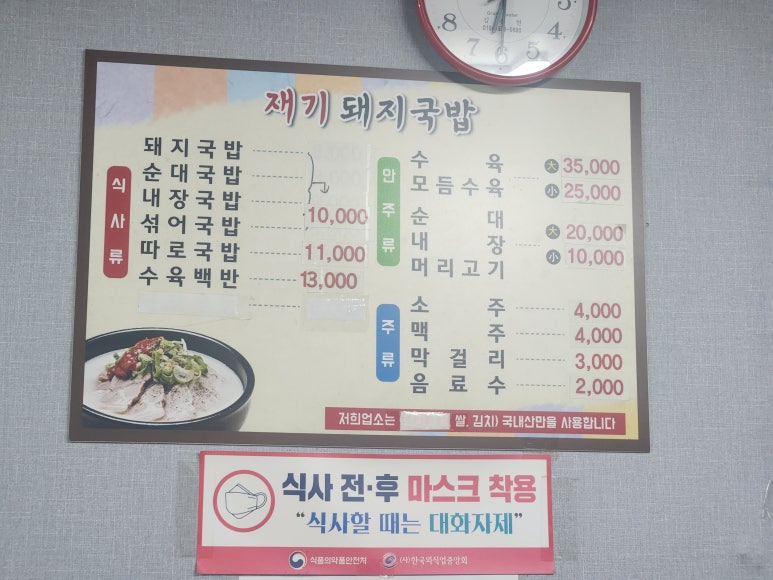 8 7 6 5 4 3
재기 돼지국밥
식사류
돼지국밥
순대국밥
내장국밥
섞어국밥 10,000
따로국밥 11,000
수육백반 13,000
안주류
수육 大 35,000
모듬수육 小 25,000
순대
내장 大 20,000
머리고기 小 10,000
주류
소주 4,000
맥주 4,000
막걸리 3,000
음료수 2,000
저희업소는 쌀, 김치) 국내산만을 사용합니다
식사 전·후 마스크 착용
“식사할 때는 대화자제”
식품의약품안전처 (사)한국외식업중앙회